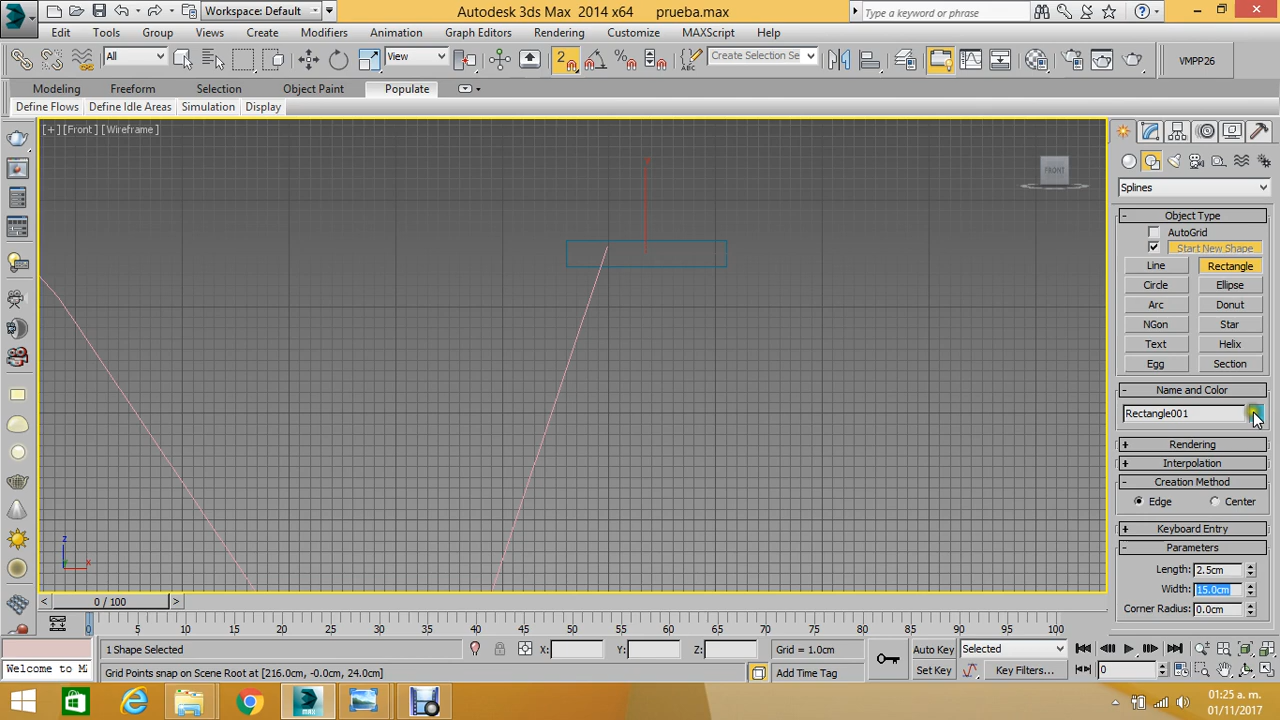 Workspace: Default
Autodesk 3ds Max 2014 x64 prueba.max
Type a keyword or phrase
Edit Tools Group Views Create Modifiers Animation Graph Editors Rendering Customize MAXScript Help
All
View
2
Create Selection Se
VMPP26
Modeling Freeform Selection Object Paint Populate
Define Flows Define Idle Areas Simulation Display
[+] [Front] [Wireframe]
FRONT
Splines
Object Type
AutoGrid
Start New Shape
Line Rectangle
Circle Ellipse
Arc Donut
NGon Star
Text Helix
Egg Section
Name and Color
Rectangle001
Rendering
Interpolation
Creation Method
Edge Center
Keyboard Entry
Parameters
Length: 2.5cm
Width: 15.0cm
Corner Radius: 0.0cm
z
x
0 / 100
0 5 10 15 20 25 30 35 40 45 50 55 60 65 70 75 80 85 90 95 100
1 Shape Selected X: Y: Z: Grid = 1.0cm Auto Key Selected
Welcome to M
Grid Points snap on Scene Root at [216.0cm, -0.0cm, 24.0cm] Add Time Tag Set Key Key Filters... 0
01:25 a. m.
01/11/2017